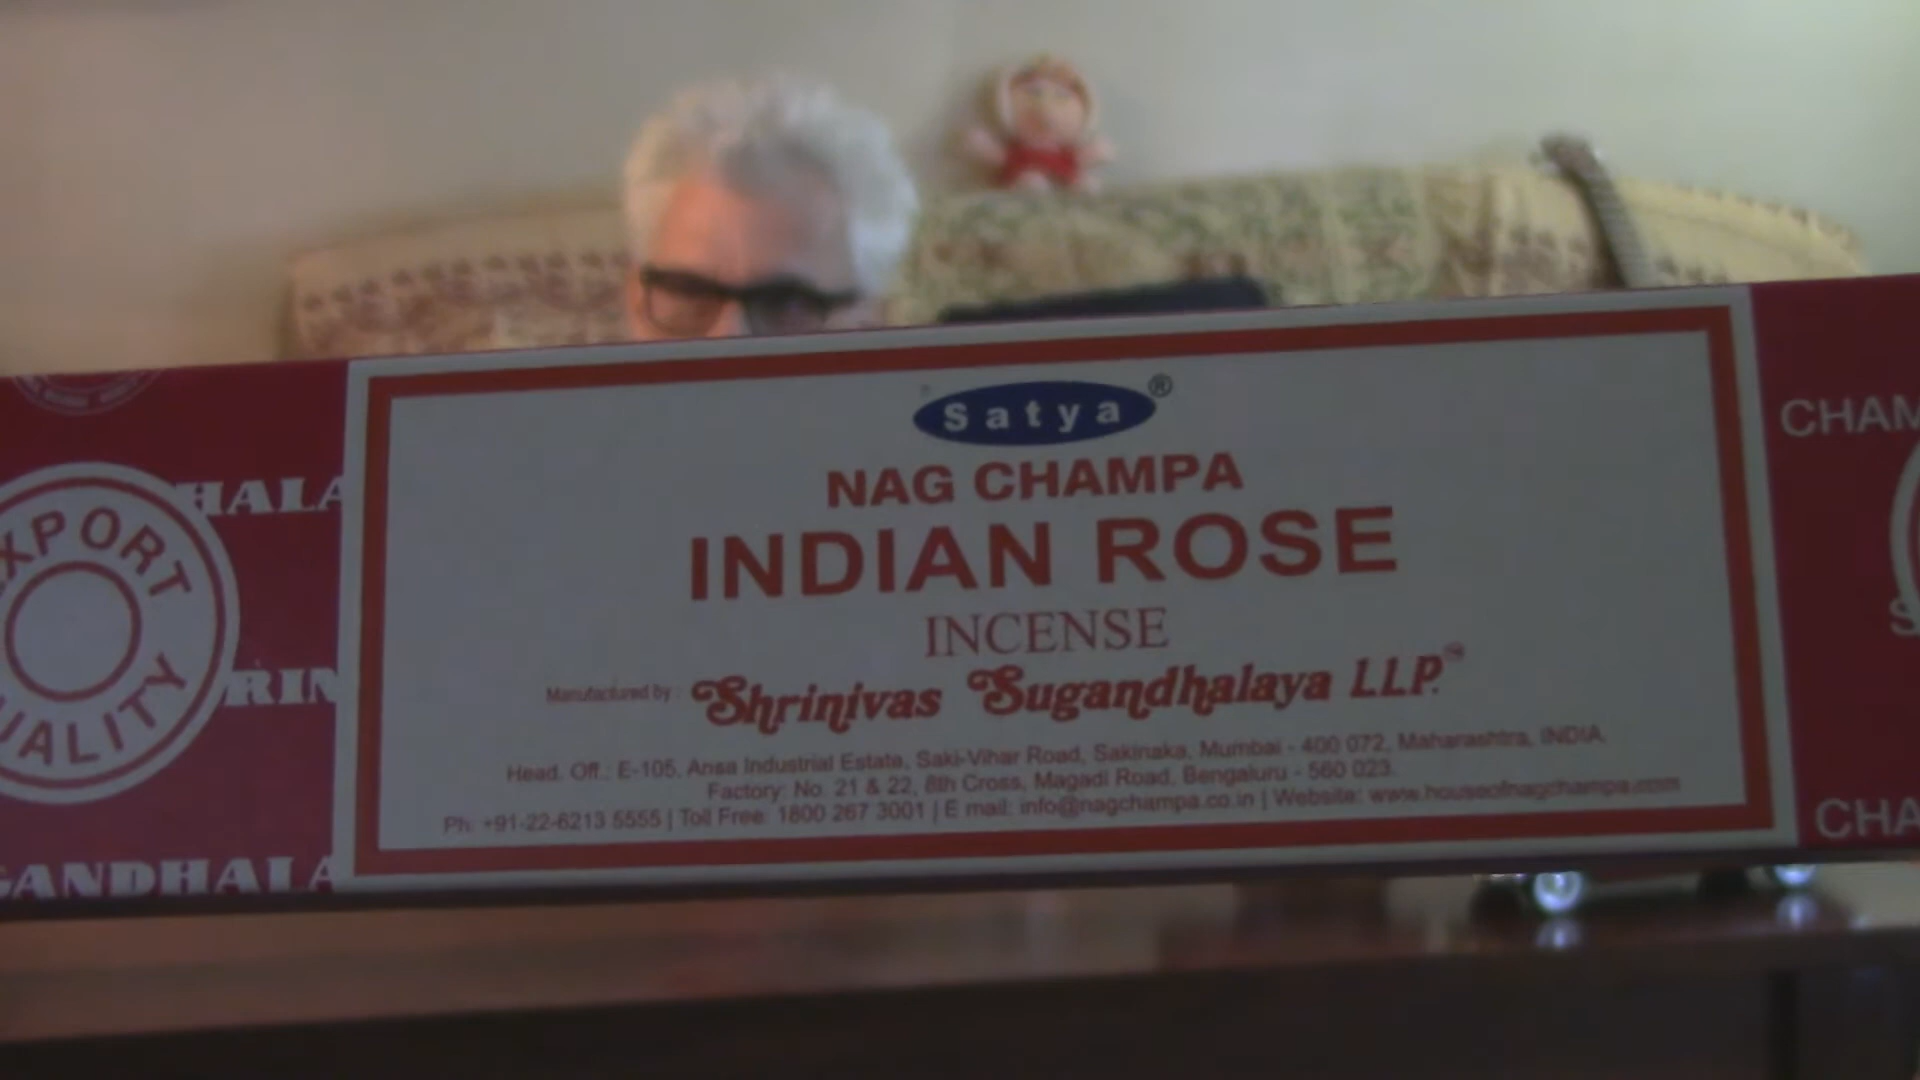 Satya®
NAG CHAMPA
INDIAN ROSE
INCENSE
Manufactured by : Shrinivas Sugandhalaya LLP.™
Head. Off.: E-105, Ansa Industrial Estate, Saki-Vihar Road, Sakinaka, Mumbai - 400 072, Maharashtra, INDIA.
Factory: No. 21 & 22, 8th Cross, Magadi Road, Bengaluru - 560 023.
Ph: +91-22-6213 5555 | Toll Free: 1800 267 3001 | E mail: info@nagchampa.co.in | Website: www.houseofnagchampa.com
XPORT
UALITY
HALA
RIN
GANDHALA
CHAM
S
CHA